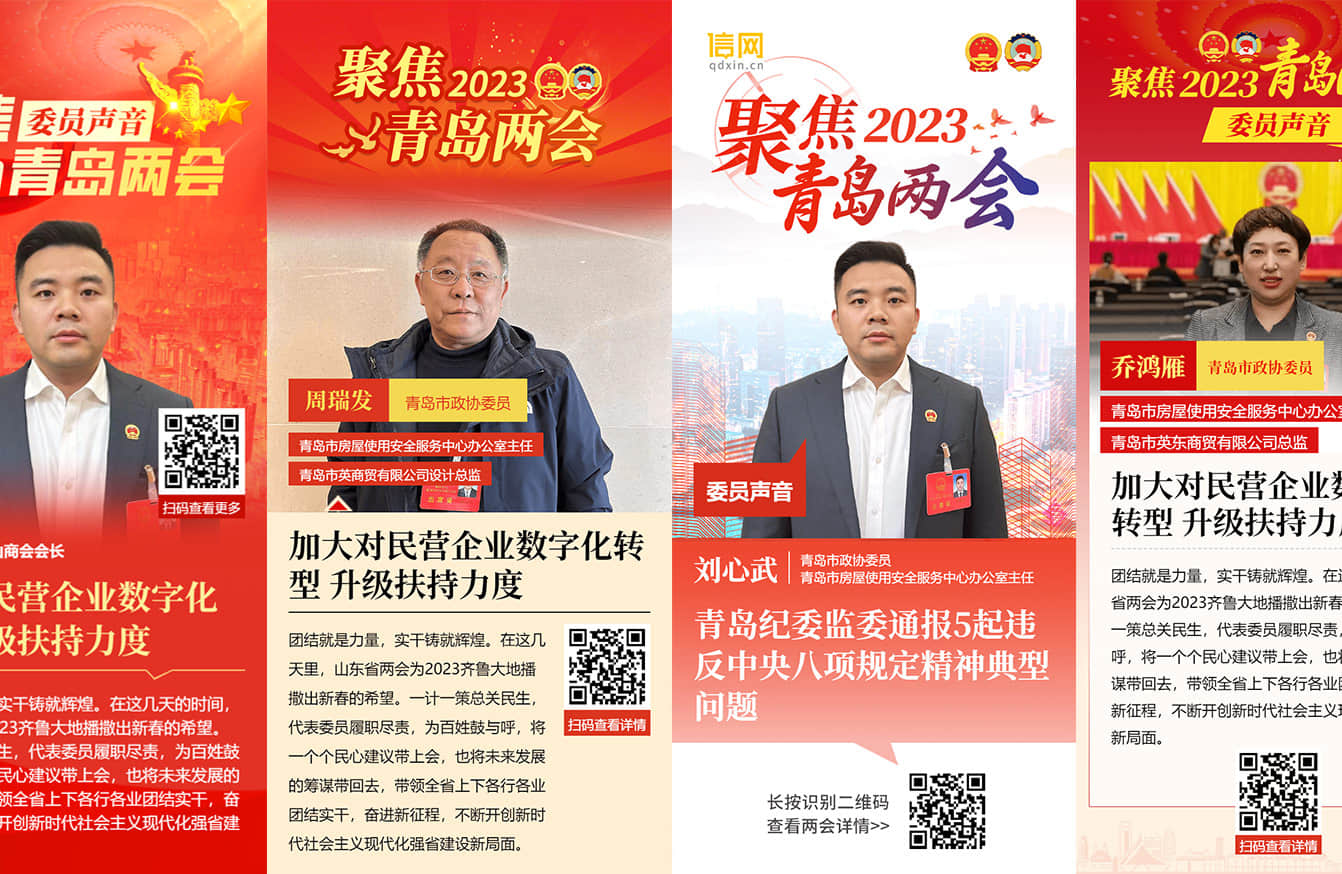 委员声音
青岛两会
扫码查看更多
山商会会长
民营企业数字化
级扶持力度
实干铸就辉煌。在这几天的时间，
023齐鲁大地播撒出新春的希望。
生，代表委员履职尽责，为百姓鼓
民心建议带上会，也将未来发展的
领全省上下各行各业团结实干，奋
开创新时代社会主义现代化强省建
聚焦2023
青岛两会
周瑞发
青岛市政协委员
青岛市房屋使用安全服务中心办公室主任
青岛市英商贸有限公司设计总监
加大对民营企业数字化转
型 升级扶持力度
团结就是力量，实干铸就辉煌。在这几
天里，山东省两会为2023齐鲁大地播
撒出新春的希望。一计一策总关民生，
代表委员履职尽责，为百姓鼓与呼，将
一个个民心建议带上会，也将未来发展
的筹谋带回去，带领全省上下各行各业
团结实干，奋进新征程，不断开创新时
代社会主义现代化强省建设新局面。
扫码查看详情
信网
qdxin.cn
聚焦2023
青岛两会
委员声音
刘心武
青岛市政协委员
青岛市房屋使用安全服务中心办公室主任
青岛纪委监委通报5起违
反中央八项规定精神典型
问题
长按识别二维码
查看两会详情>>
聚焦2023青岛
委员声音
乔鸿雁
青岛市政协委员
青岛市房屋使用安全服务中心办公
青岛市英东商贸有限公司总监
加大对民营企业
转型 升级扶持力
团结就是力量，实干铸就辉煌。在
省两会为2023齐鲁大地播撒出新春
一策总关民生，代表委员履职尽责，
呼，将一个个民心建议带上会，也
谋带回去，带领全省上下各行各业
新征程，不断开创新时代社会主义
新局面。
扫码查看详情